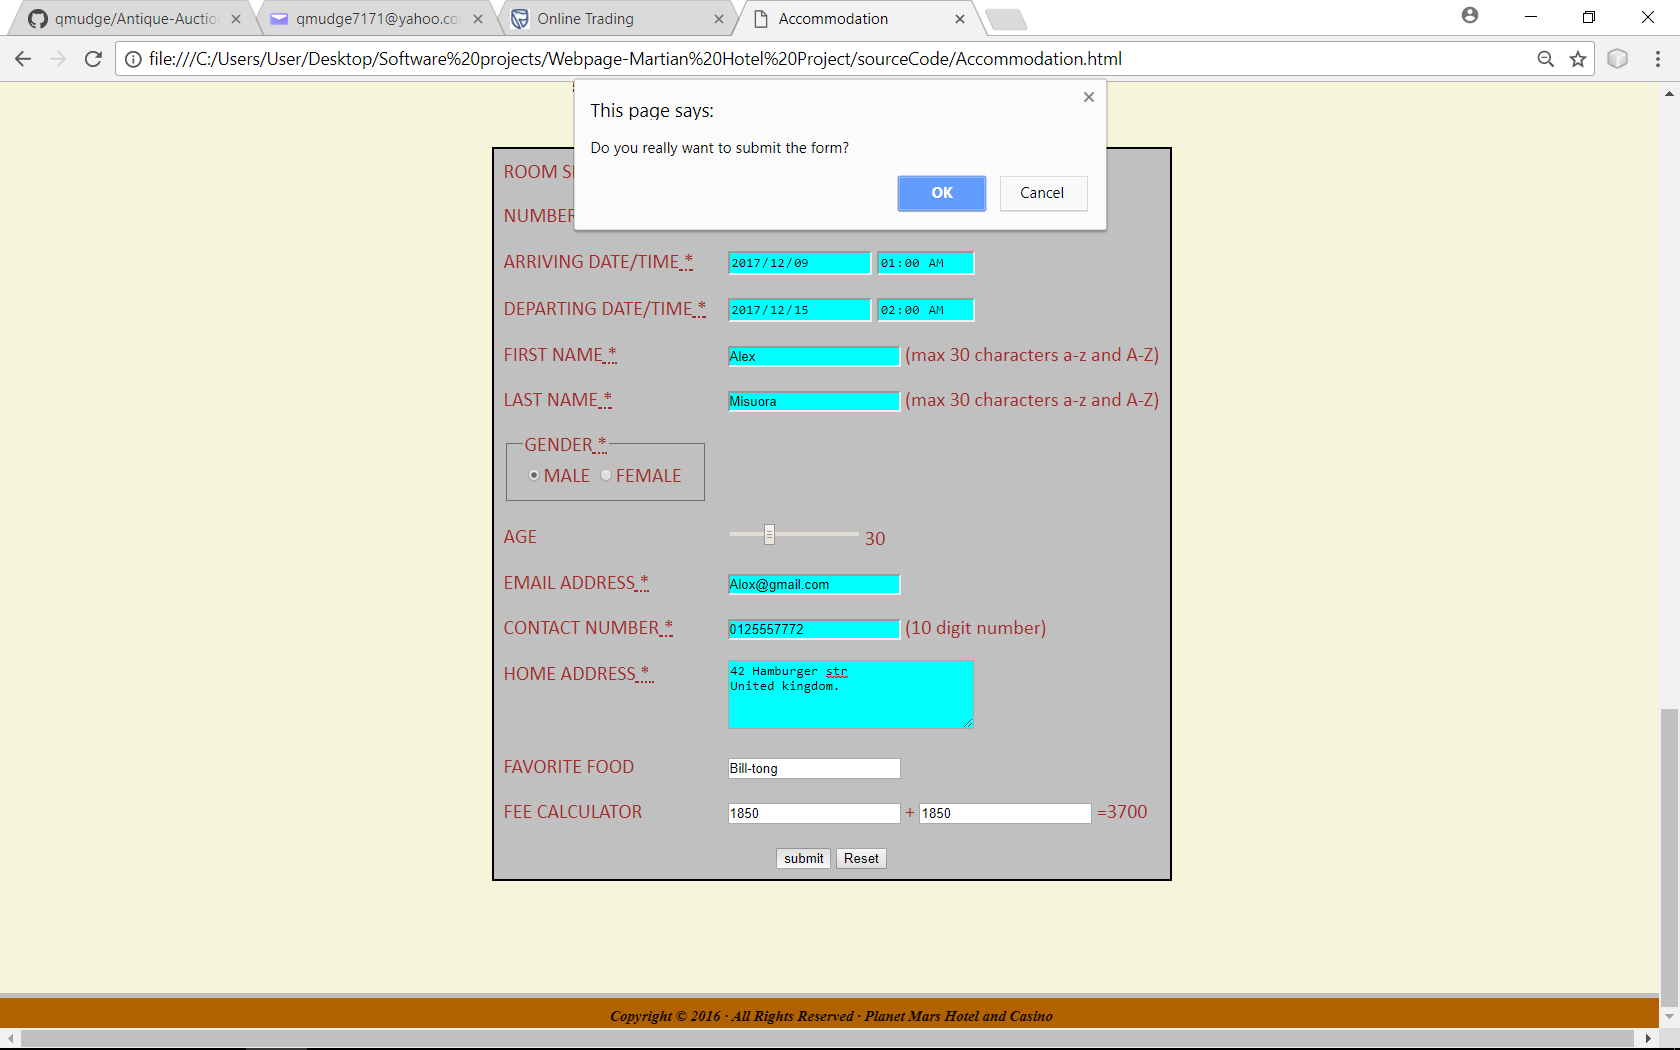 qmudge/Antique-Auctio
qmudge7171@yahoo.co
Online Trading
Accommodation
file:///C:/Users/User/Desktop/Software%20projects/Webpage-Martian%20Hotel%20Project/sourceCode/Accommodation.html
This page says:
Do you really want to submit the form?
OK Cancel
ROOM
NUMBER
ARRIVING DATE/TIME * 2017/12/09 01:00 AM
DEPARTING DATE/TIME * 2017/12/15 02:00 AM
FIRST NAME * Alex (max 30 characters a-z and A-Z)
LAST NAME * Misuora (max 30 characters a-z and A-Z)
GENDER *
MALE FEMALE
AGE 30
EMAIL ADDRESS * Alox@gmail.com
CONTACT NUMBER * 0125557772 (10 digit number)
HOME ADDRESS * 42 Hamburger str
United kingdom.
FAVORITE FOOD Bill-tong
FEE CALCULATOR 1850 + 1850 =3700
submit Reset
Copyright © 2016 · All Rights Reserved · Planet Mars Hotel and Casino